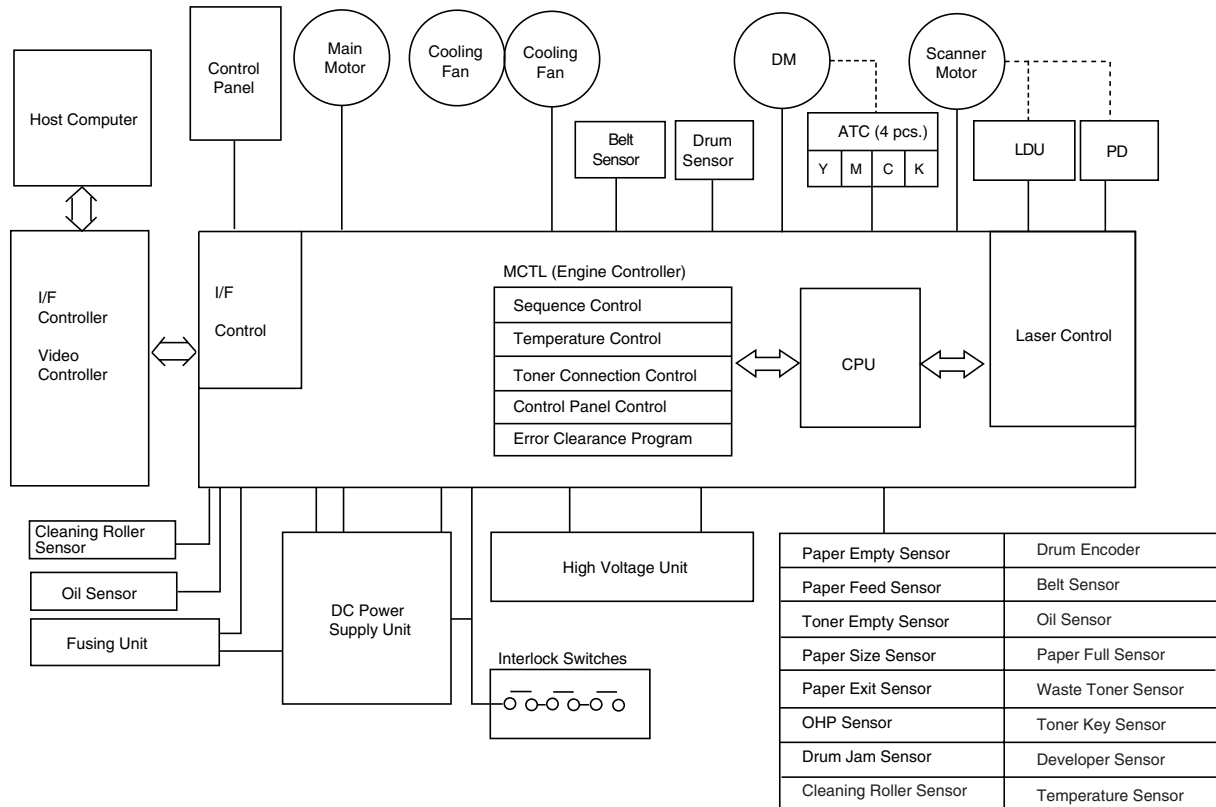 Host Computer
Control
Panel
Main
Motor
Cooling
Fan
Cooling
Fan
DM
Scanner
Motor
Belt
Sensor
Drum
Sensor
ATC (4 pcs.)
Y M C K
LDU
PD
I/F
Controller
Video
Controller
I/F
Control
MCTL (Engine Controller)
Sequence Control
Temperature Control
Toner Connection Control
Control Panel Control
Error Clearance Program
CPU
Laser Control
Cleaning Roller
Sensor
Oil Sensor
Fusing Unit
DC Power
Supply Unit
High Voltage Unit
Interlock Switches
Paper Empty Sensor Drum Encoder
Paper Feed Sensor Belt Sensor
Toner Empty Sensor Oil Sensor
Paper Size Sensor Paper Full Sensor
Paper Exit Sensor Waste Toner Sensor
OHP Sensor Toner Key Sensor
Drum Jam Sensor Developer Sensor
Cleaning Roller Sensor Temperature Sensor